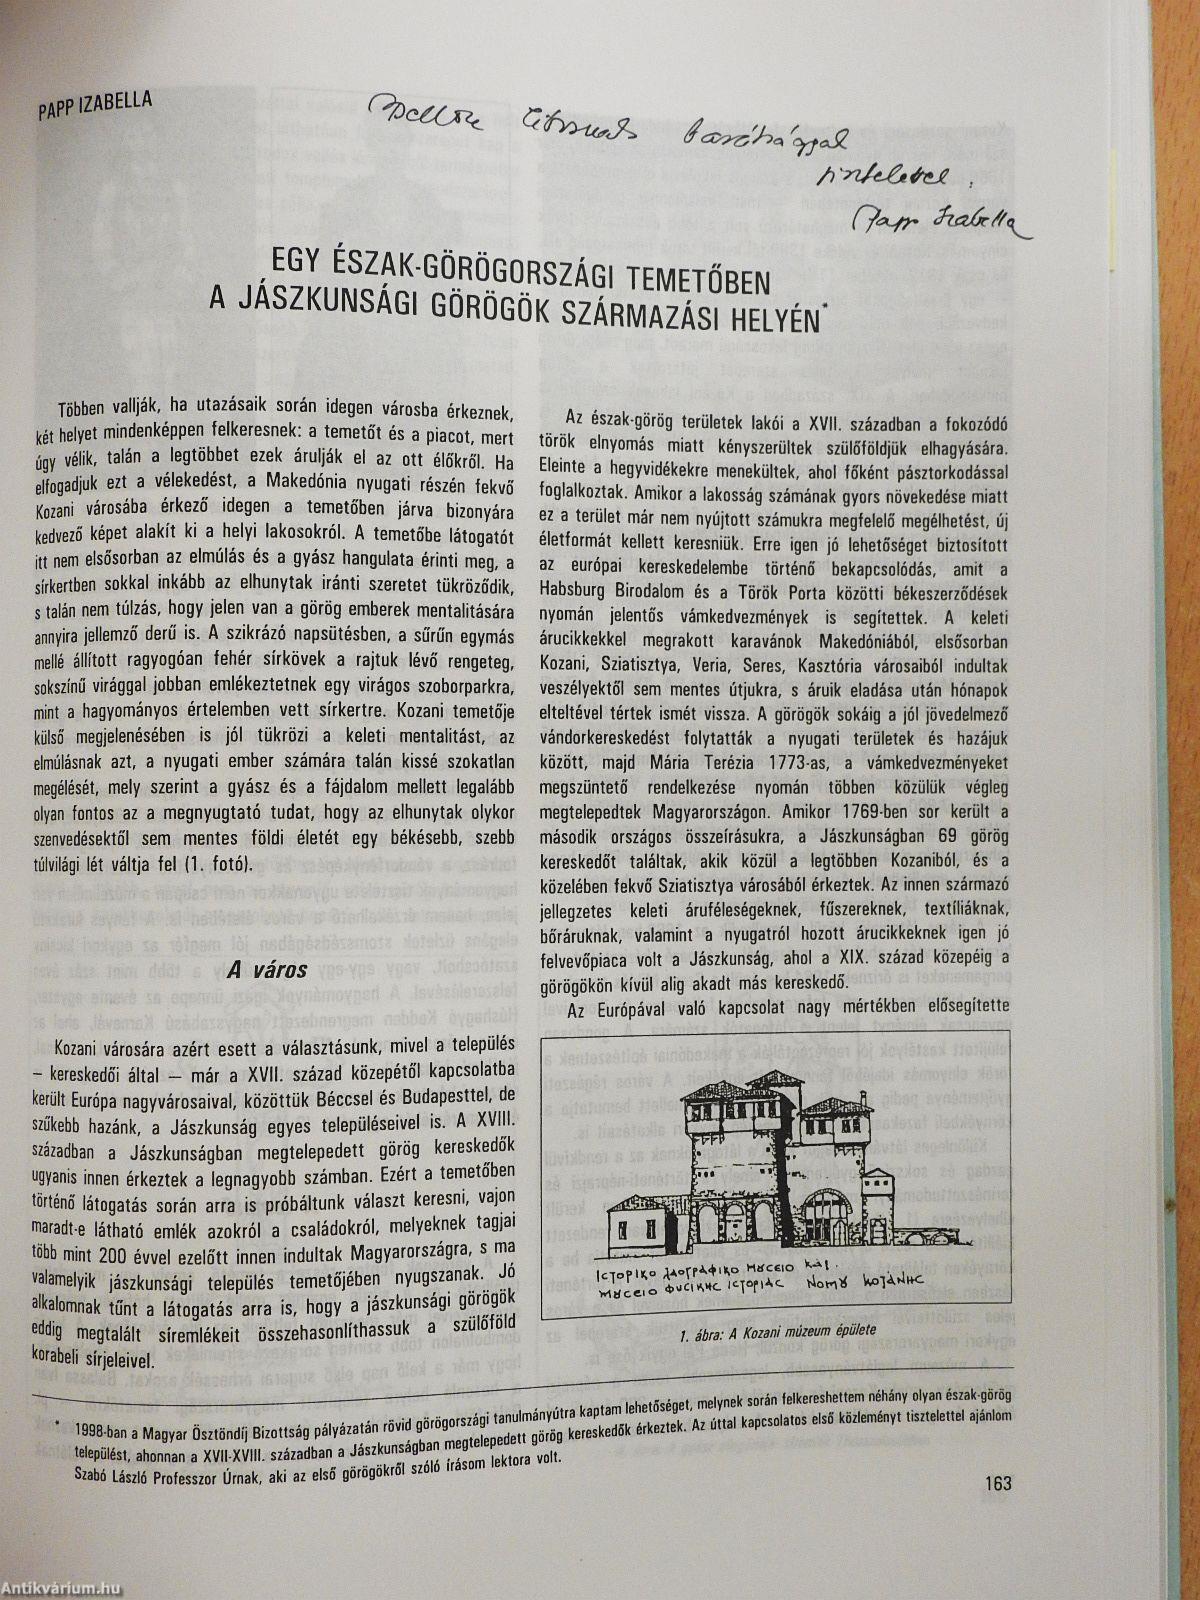 PAPP IZABELLA
barátsággal
tisztelettel,
Papp Izabella
EGY ÉSZAK-GÖRÖGORSZÁGI TEMETŐBEN
A JÁSZKUNSÁGI GÖRÖGÖK SZÁRMAZÁSI HELYÉN*
Többen vallják, ha utazásaik során idegen városba érkeznek,
két helyet mindenképpen felkeresnek: a temetőt és a piacot, mert
úgy vélik, talán a legtöbbet ezek árulják el az ott élőkről. Ha
elfogadjuk ezt a vélekedést, a Makedónia nyugati részén fekvő
Kozani városába érkező idegen a temetőben járva bizonyára
kedvező képet alakít ki a helyi lakosokról. A temetőbe látogatót
itt nem elsősorban az elmúlás és a gyász hangulata érinti meg, a
sírkertben sokkal inkább az elhunytak iránti szeretet tükröződik,
s talán nem túlzás, hogy jelen van a görög emberek mentalitására
annyira jellemző derű is. A szikrázó napsütésben, a sűrűn egymás
mellé állított ragyogóan fehér sírkövek a rajtuk lévő rengeteg,
sokszínű virággal jobban emlékeztetnek egy virágos szoborparkra,
mint a hagyományos értelemben vett sírkertre. Kozani temetője
külső megjelenésében is jól tükrözi a keleti mentalitást, az
elmúlásnak azt, a nyugati ember számára talán kissé szokatlan
megélését, mely szerint a gyász és a fájdalom mellett legalább
olyan fontos az a megnyugtató tudat, hogy az elhunytak olykor
szenvedésektől sem mentes földi életét egy békésebb, szebb
túlvilági lét váltja fel (1. fotó).
A város
Kozani városára azért esett a választásunk, mivel a település
– kereskedői által — már a XVII. század közepétől kapcsolatba
került Európa nagyvárosaival, közöttük Béccsel és Budapesttel, de
szűkebb hazánk, a Jászkunság egyes településeivel is. A XVIII.
században a Jászkunságban megtelepedett görög kereskedők
ugyanis innen érkeztek a legnagyobb számban. Ezért a temetőben
történő látogatás során arra is próbáltunk választ keresni, vajon
maradt-e látható emlék azokról a családokról, melyeknek tagjai
több mint 200 évvel ezelőtt innen indultak Magyarországra, s ma
valamelyik jászkunsági település temetőjében nyugszanak. Jó
alkalomnak tűnt a látogatás arra is, hogy a jászkunsági görögök
eddig megtalált síremlékeit összehasonlíthassuk a szülőföld
korabeli sírjeleivel.
Az észak-görög területek lakói a XVII. században a fokozódó
török elnyomás miatt kényszerültek szülőföldjük elhagyására.
Eleinte a hegyvidékekre menekültek, ahol főként pásztorkodással
foglalkoztak. Amikor a lakosság számának gyors növekedése miatt
ez a terület már nem nyújtott számukra megfelelő megélhetést, új
életformát kellett keresniük. Erre igen jó lehetőséget biztosított
az európai kereskedelembe történő bekapcsolódás, amit a
Habsburg Birodalom és a Török Porta közötti békeszerződések
nyomán jelentős vámkedvezmények is segítettek. A keleti
árucikkekkel megrakott karavánok Makedóniából, elsősorban
Kozani, Sziatisztya, Veria, Seres, Kasztória városaiból indultak
veszélyektől sem mentes útjukra, s áruik eladása után hónapok
elteltével tértek ismét vissza. A görögök sokáig a jól jövedelmező
vándorkereskedést folytatták a nyugati területek és hazájuk
között, majd Mária Terézia 1773-as, a vámkedvezményeket
megszüntető rendelkezése nyomán többen közülük végleg
megtelepedtek Magyarországon. Amikor 1769-ben sor került a
második országos összeírásukra, a Jászkunságban 69 görög
kereskedőt találtak, akik közül a legtöbben Kozaniból, és a
közelében fekvő Sziatisztya városából érkeztek. Az innen származó
jellegzetes keleti áruféleségeknek, fűszereknek, textíliáknak,
bőráruknak, valamint a nyugatról hozott árucikkeknek igen jó
felvevőpiaca volt a Jászkunság, ahol a XIX. század közepéig a
görögökön kívül alig akadt más kereskedő.
Az Európával való kapcsolat nagy mértékben elősegítette
Ιςτοριko λαογραφιko μουςειο και.
μουςειο φυςικης ιςτοριας Νομου κοzανης
1. ábra: A Kozani múzeum épülete
* 1998-ban a Magyar Ösztöndíj Bizottság pályázatán rövid görögországi tanulmányútra kaptam lehetőséget, melynek során felkereshettem néhány olyan észak-görög
települést, ahonnan a XVII-XVIII. században a Jászkunságban megtelepedett görög kereskedők érkeztek. Az úttal kapcsolatos első közleményt tisztelettel ajánlom
Szabó László Professzor Úrnak, aki az első görögökről szóló írásom lektora volt.
163
Antikvárium.hu